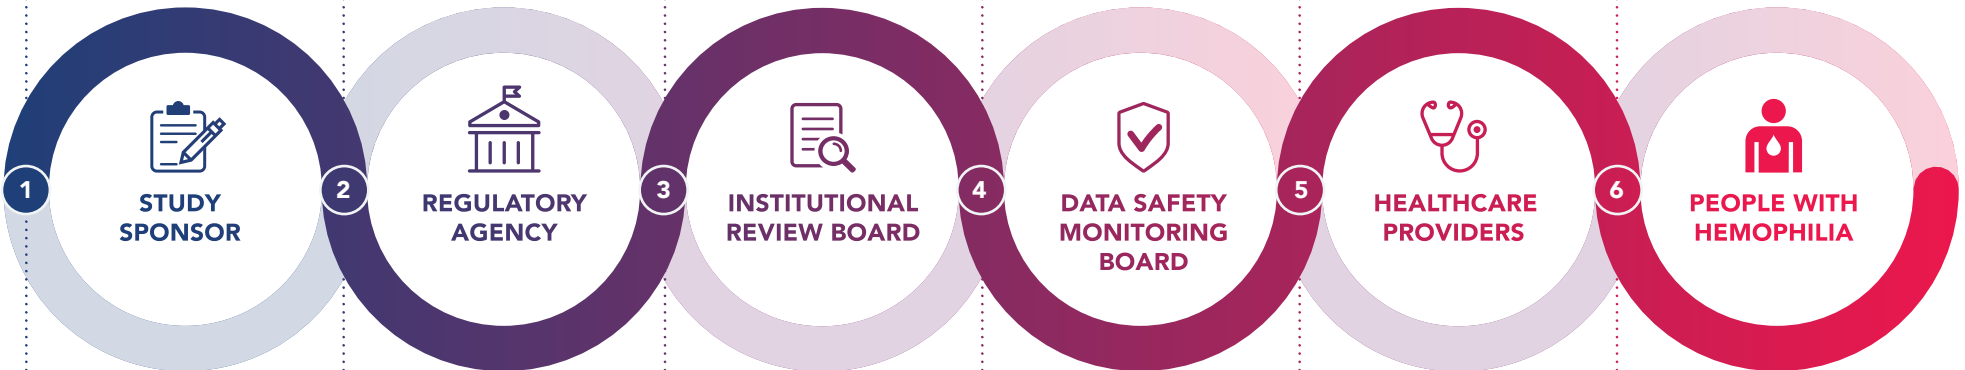 1
STUDY
SPONSOR
2
REGULATORY
AGENCY
3
INSTITUTIONAL
REVIEW BOARD
4
DATA SAFETY
MONITORING
BOARD
5
HEALTHCARE
PROVIDERS
6
PEOPLE WITH
HEMOPHILIA